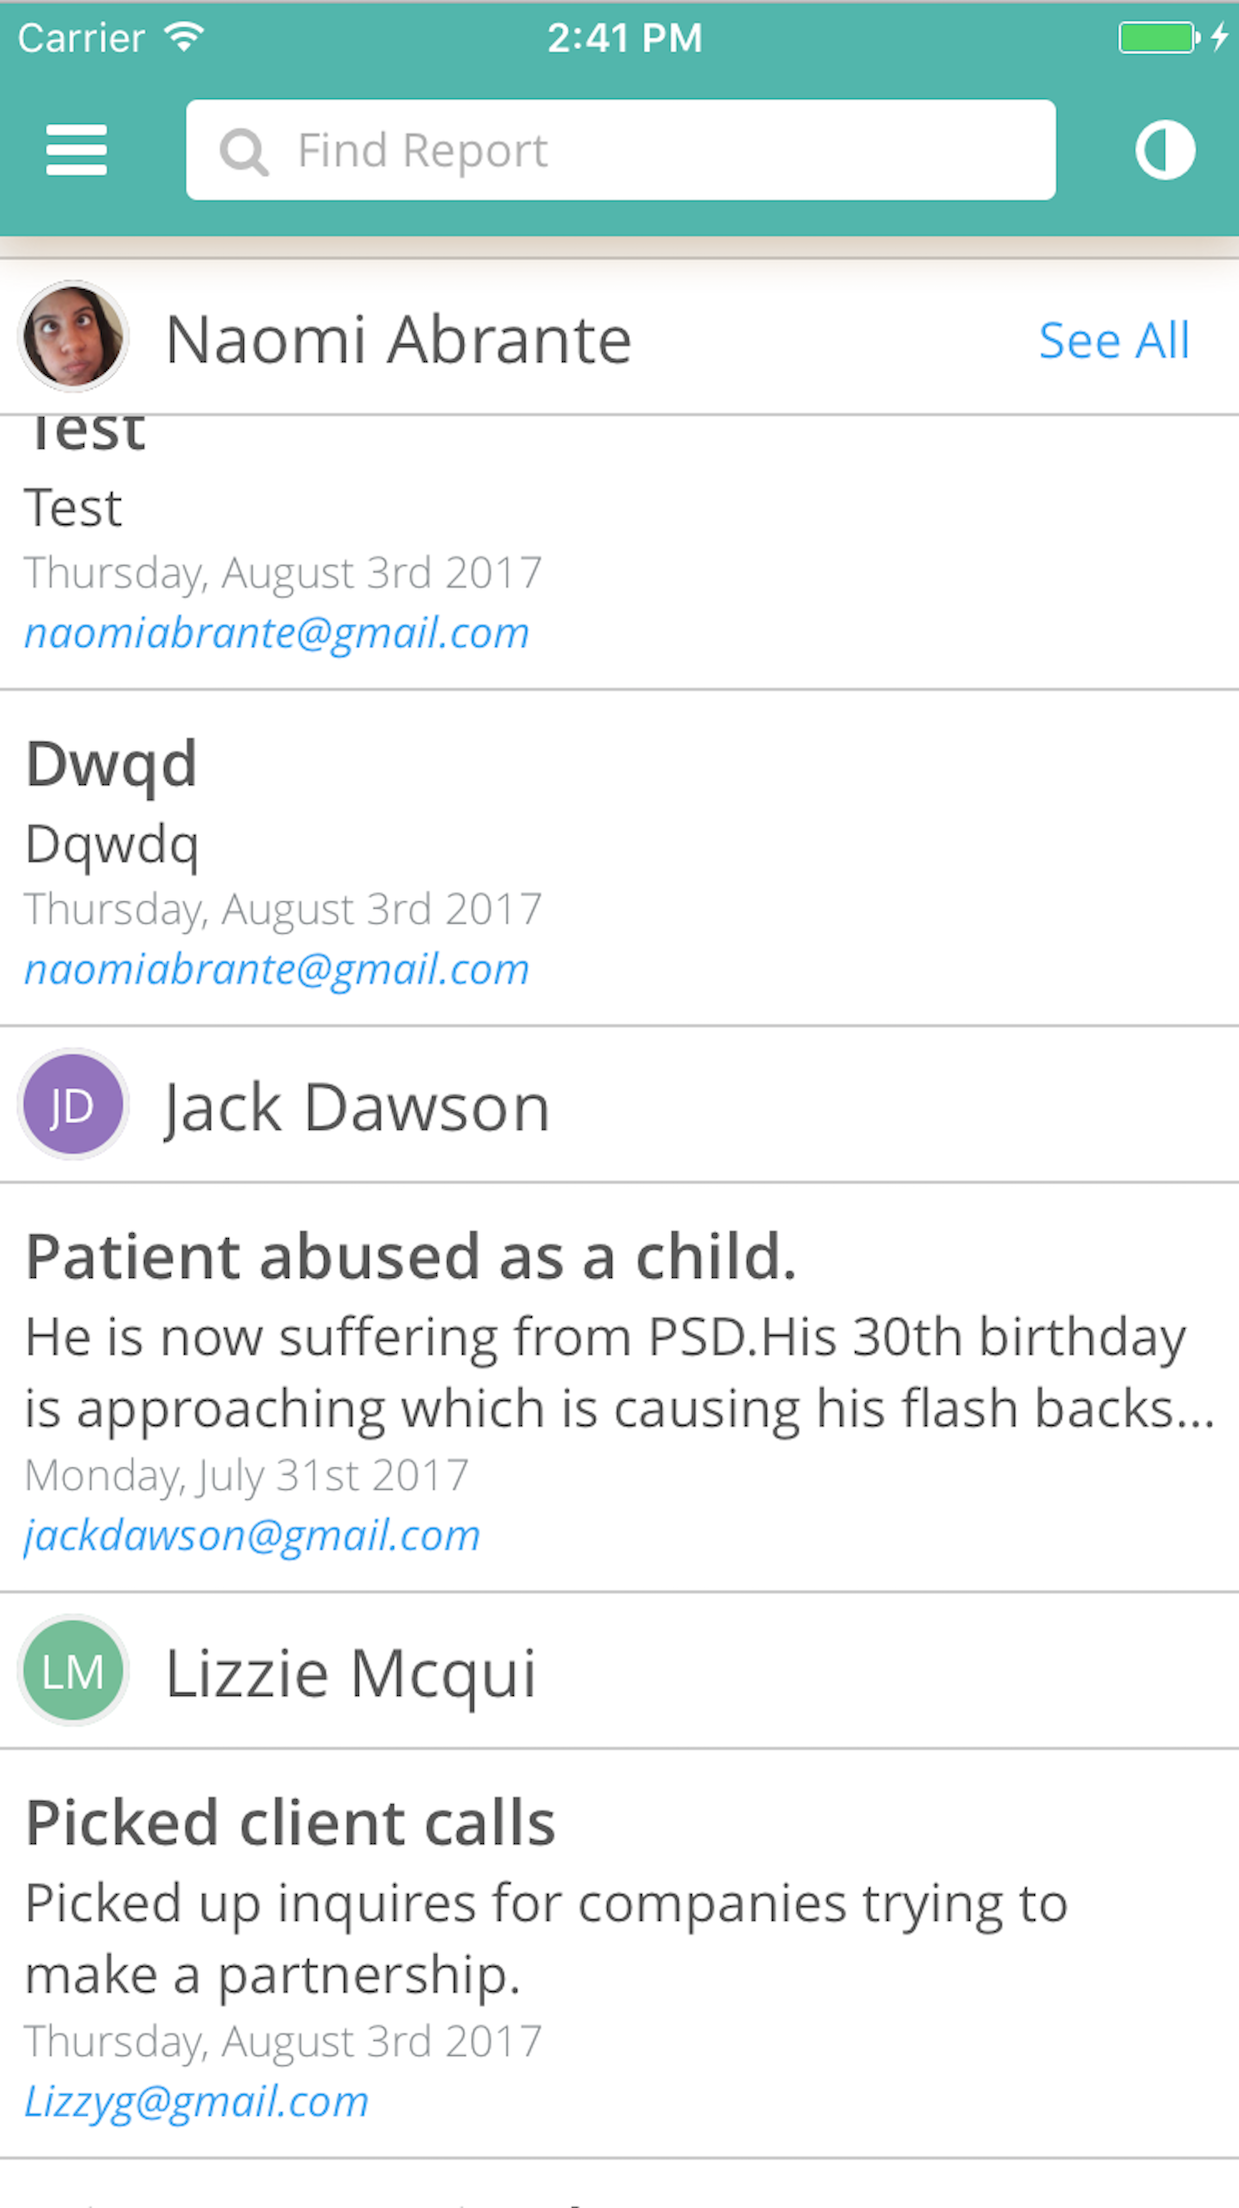 Carrier 2:41 PM
Find Report
Naomi Abrante See All
Test
Test
Thursday, August 3rd 2017
naomiabrante@gmail.com
Dwqd
Dqwdq
Thursday, August 3rd 2017
naomiabrante@gmail.com
JD Jack Dawson
Patient abused as a child.
He is now suffering from PSD.His 30th birthday
is approaching which is causing his flash backs...
Monday, July 31st 2017
jackdawson@gmail.com
LM Lizzie Mcqui
Picked client calls
Picked up inquires for companies trying to
make a partnership.
Thursday, August 3rd 2017
Lizzyg@gmail.com